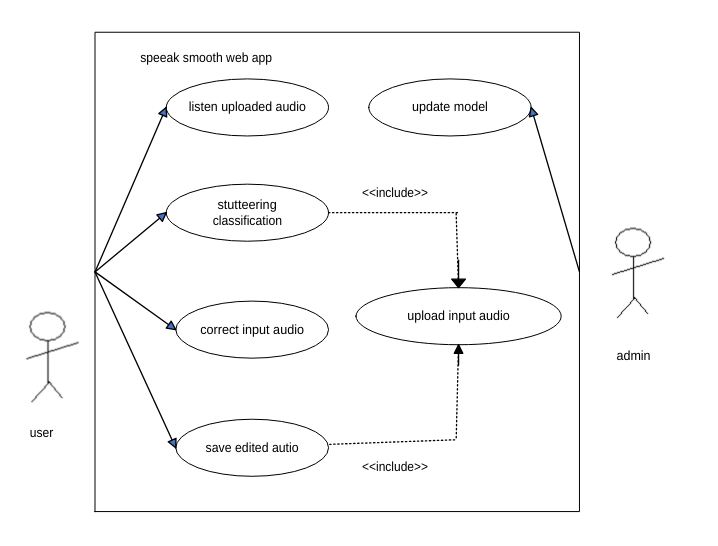 speeak smooth web app
listen uploaded audio
update model
<<include>>
stutteering
classification
upload input audio
correct input audio
admin
user
save edited autio
<<include>>